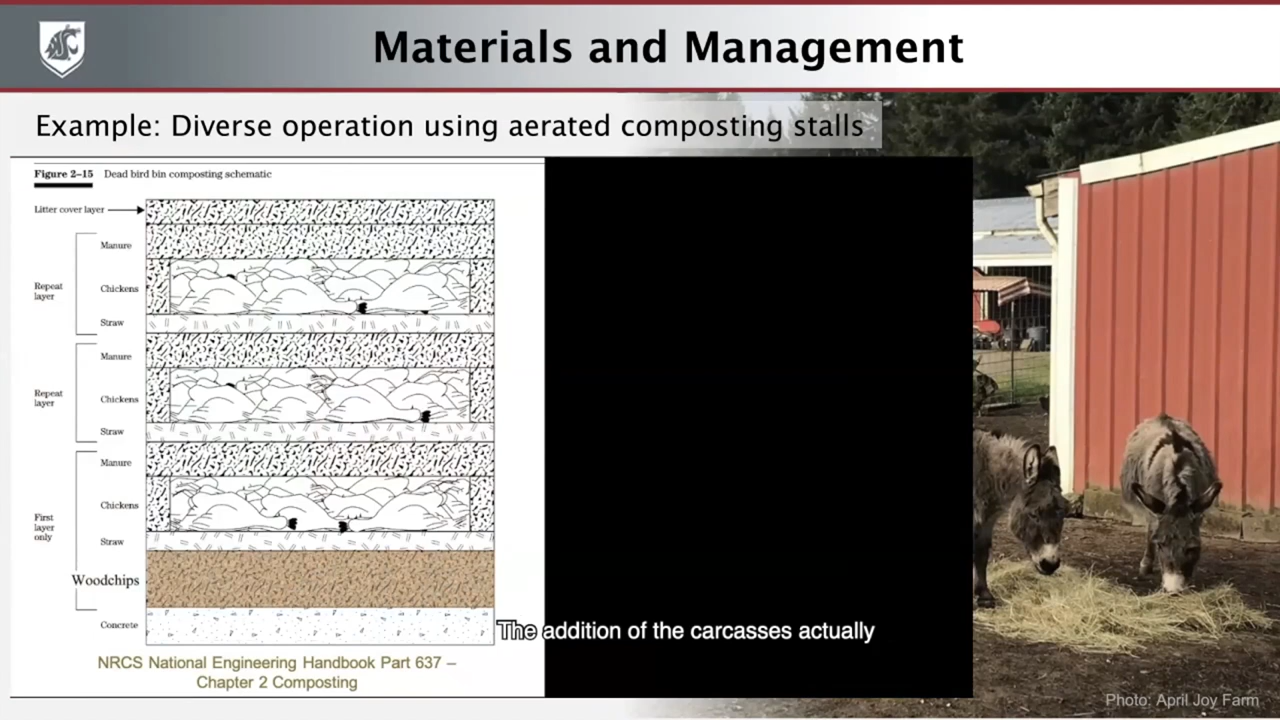 Materials and Management
Example: Diverse operation using aerated composting stalls
Figure 2–15 Dead bird bin composting schematic
Litter cover layer
Manure
Repeat
layer
Chickens
Straw
Manure
Repeat
layer
Chickens
Straw
Manure
Chickens
First
layer
only
Straw
Woodchips
Concrete
The addition of the carcasses actually
NRCS National Engineering Handbook Part 637 –
Chapter 2 Composting
Photo: April Joy Farm